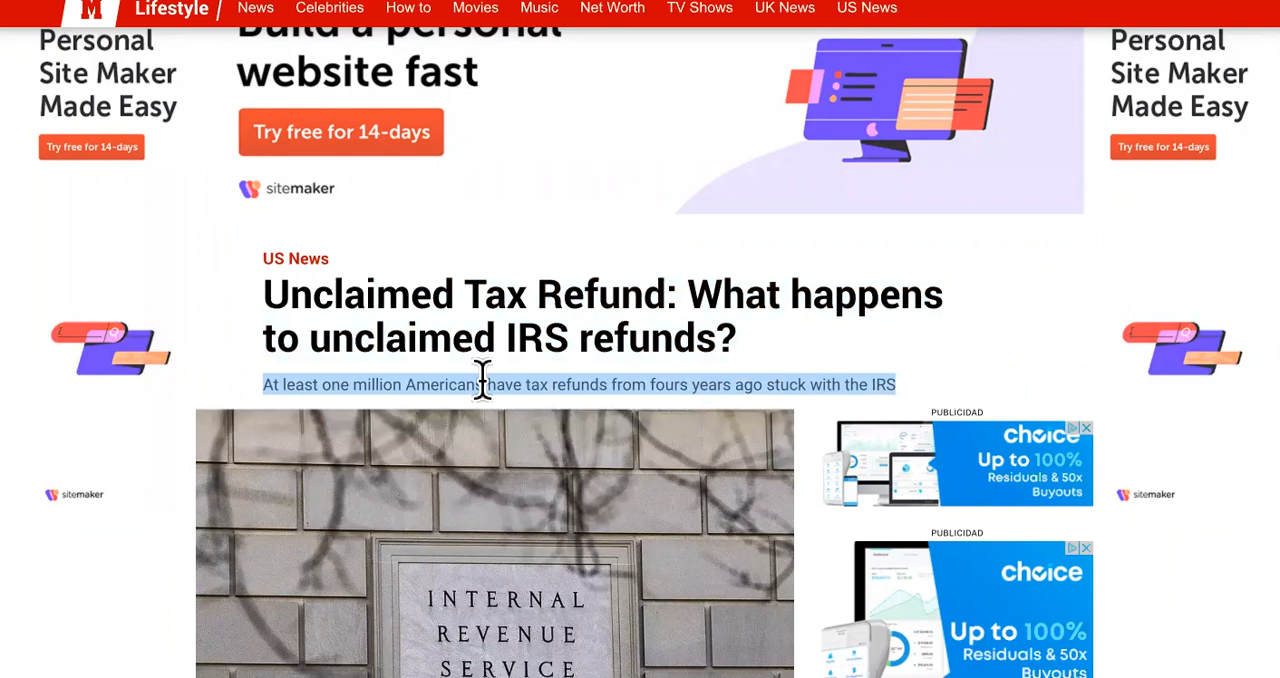 M
Lifestyle
News
Celebrities
How to
Movies
Music
Net Worth
TV Shows
UK News
US News
Personal
Site Maker
Made Easy
Try free for 14-days
sitemaker
Build a personal
website fast
Try free for 14-days
sitemaker
Personal
Site Maker
Made Easy
Try free for 14-days
sitemaker
US News
Unclaimed Tax Refund: What happens
to unclaimed IRS refunds?
At least one million Americans have tax refunds from fours years ago stuck with the IRS
INTERNAL
REVENUE
SERVICE
PUBLICIDAD
choice
Up to 100%
Residuals & 50x
Buyouts
PUBLICIDAD
choice
Up to 100%
Residuals & 50x
Buyouts